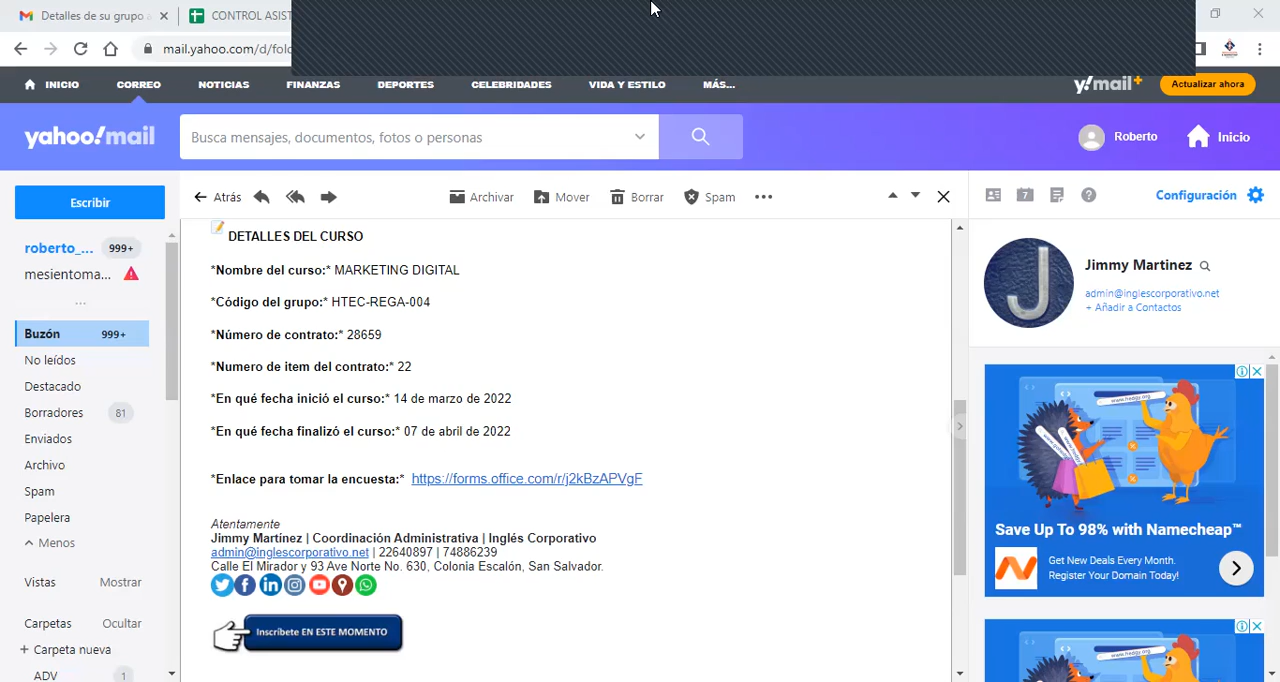 Detalles de su grupo a
CONTROL ASIST
mail.yahoo.com/d/fol
INICIO CORREO NOTICIAS FINANZAS DEPORTES CELEBRIDADES VIDA Y ESTILO MÁS... y!mail+ Actualizar ahora
yahoo!mail Busca mensajes, documentos, fotos o personas Roberto Inicio
Escribir Atrás Archivar Mover Borrar Spam ••• 7 Configuración
roberto_... 999+
mesientoma...
...
Buzón 999+
No leídos
Destacado
Borradores 81
Enviados
Archivo
Spam
Papelera
Menos
Vistas Mostrar
Carpetas Ocultar
+ Carpeta nueva
ADV 1
DETALLES DEL CURSO
*Nombre del curso:* MARKETING DIGITAL
*Código del grupo:* HTEC-REGA-004
*Número de contrato:* 28659
*Numero de item del contrato:* 22
*En qué fecha inició el curso:* 14 de marzo de 2022
*En qué fecha finalizó el curso:* 07 de abril de 2022
*Enlace para tomar la encuesta:* https://forms.office.com/r/j2kBzAPVgF
Atentamente
Jimmy Martínez | Coordinación Administrativa | Inglés Corporativo
admin@inglescorporativo.net | 22640897 | 74886239
Calle El Mirador y 93 Ave Norte No. 630, Colonia Escalón, San Salvador.
Inscríbete EN ESTE MOMENTO
J
Jimmy Martinez
admin@inglescorporativo.net
+ Añadir a Contactos
Save Up To 98% with Namecheap™
Get New Deals Every Month.
Register Your Domain Today!